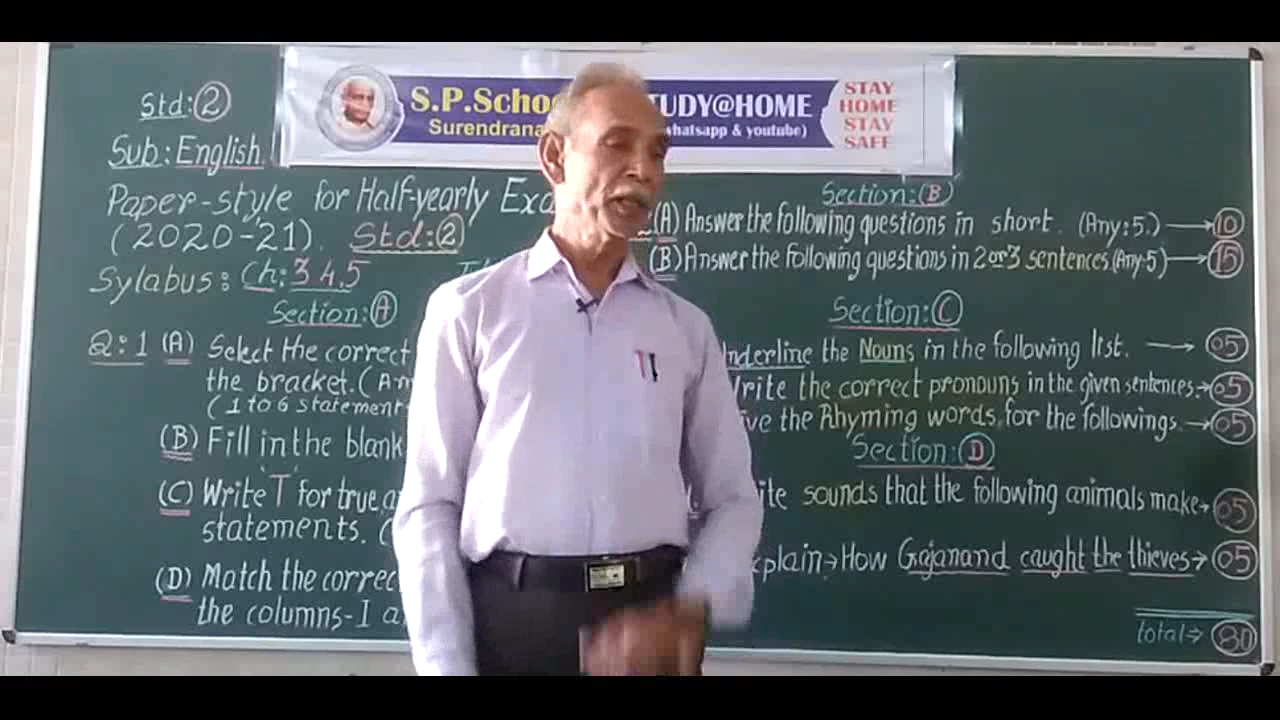 S.P.Schoo TUDY@HOME
Surendrana hatsapp & youtube)
STAY
HOME
STAY
SAFE
Std:2
Sub: English
Paper-style for Half-yearly Exa
(2020-21). Std:2
Sylabus: Ch: 3 4.5
Section: A
Q:1 (A) Select the correct
the bracket. (An
(1 to 6 statement
(B) Fill in the blank
(C) Write 'T' for true a
statements. (
(D) Match the correc
the columns-I a
Section: B
(A) Answer the following questions in short. (Any:5.) → 10
(B) Answer the following questions in 2 or 3 sentences.(Any-5) → 15
Section: C
nderline the Nouns in the following list. → 05
rite the correct pronouns in the given sentences.→ 05
ive the Rhyming words for the followings. → 05
Section: D
ite sounds that the following animals make→ 05
plain→ How Gajanand caught the thieves→ 05
total→ 80